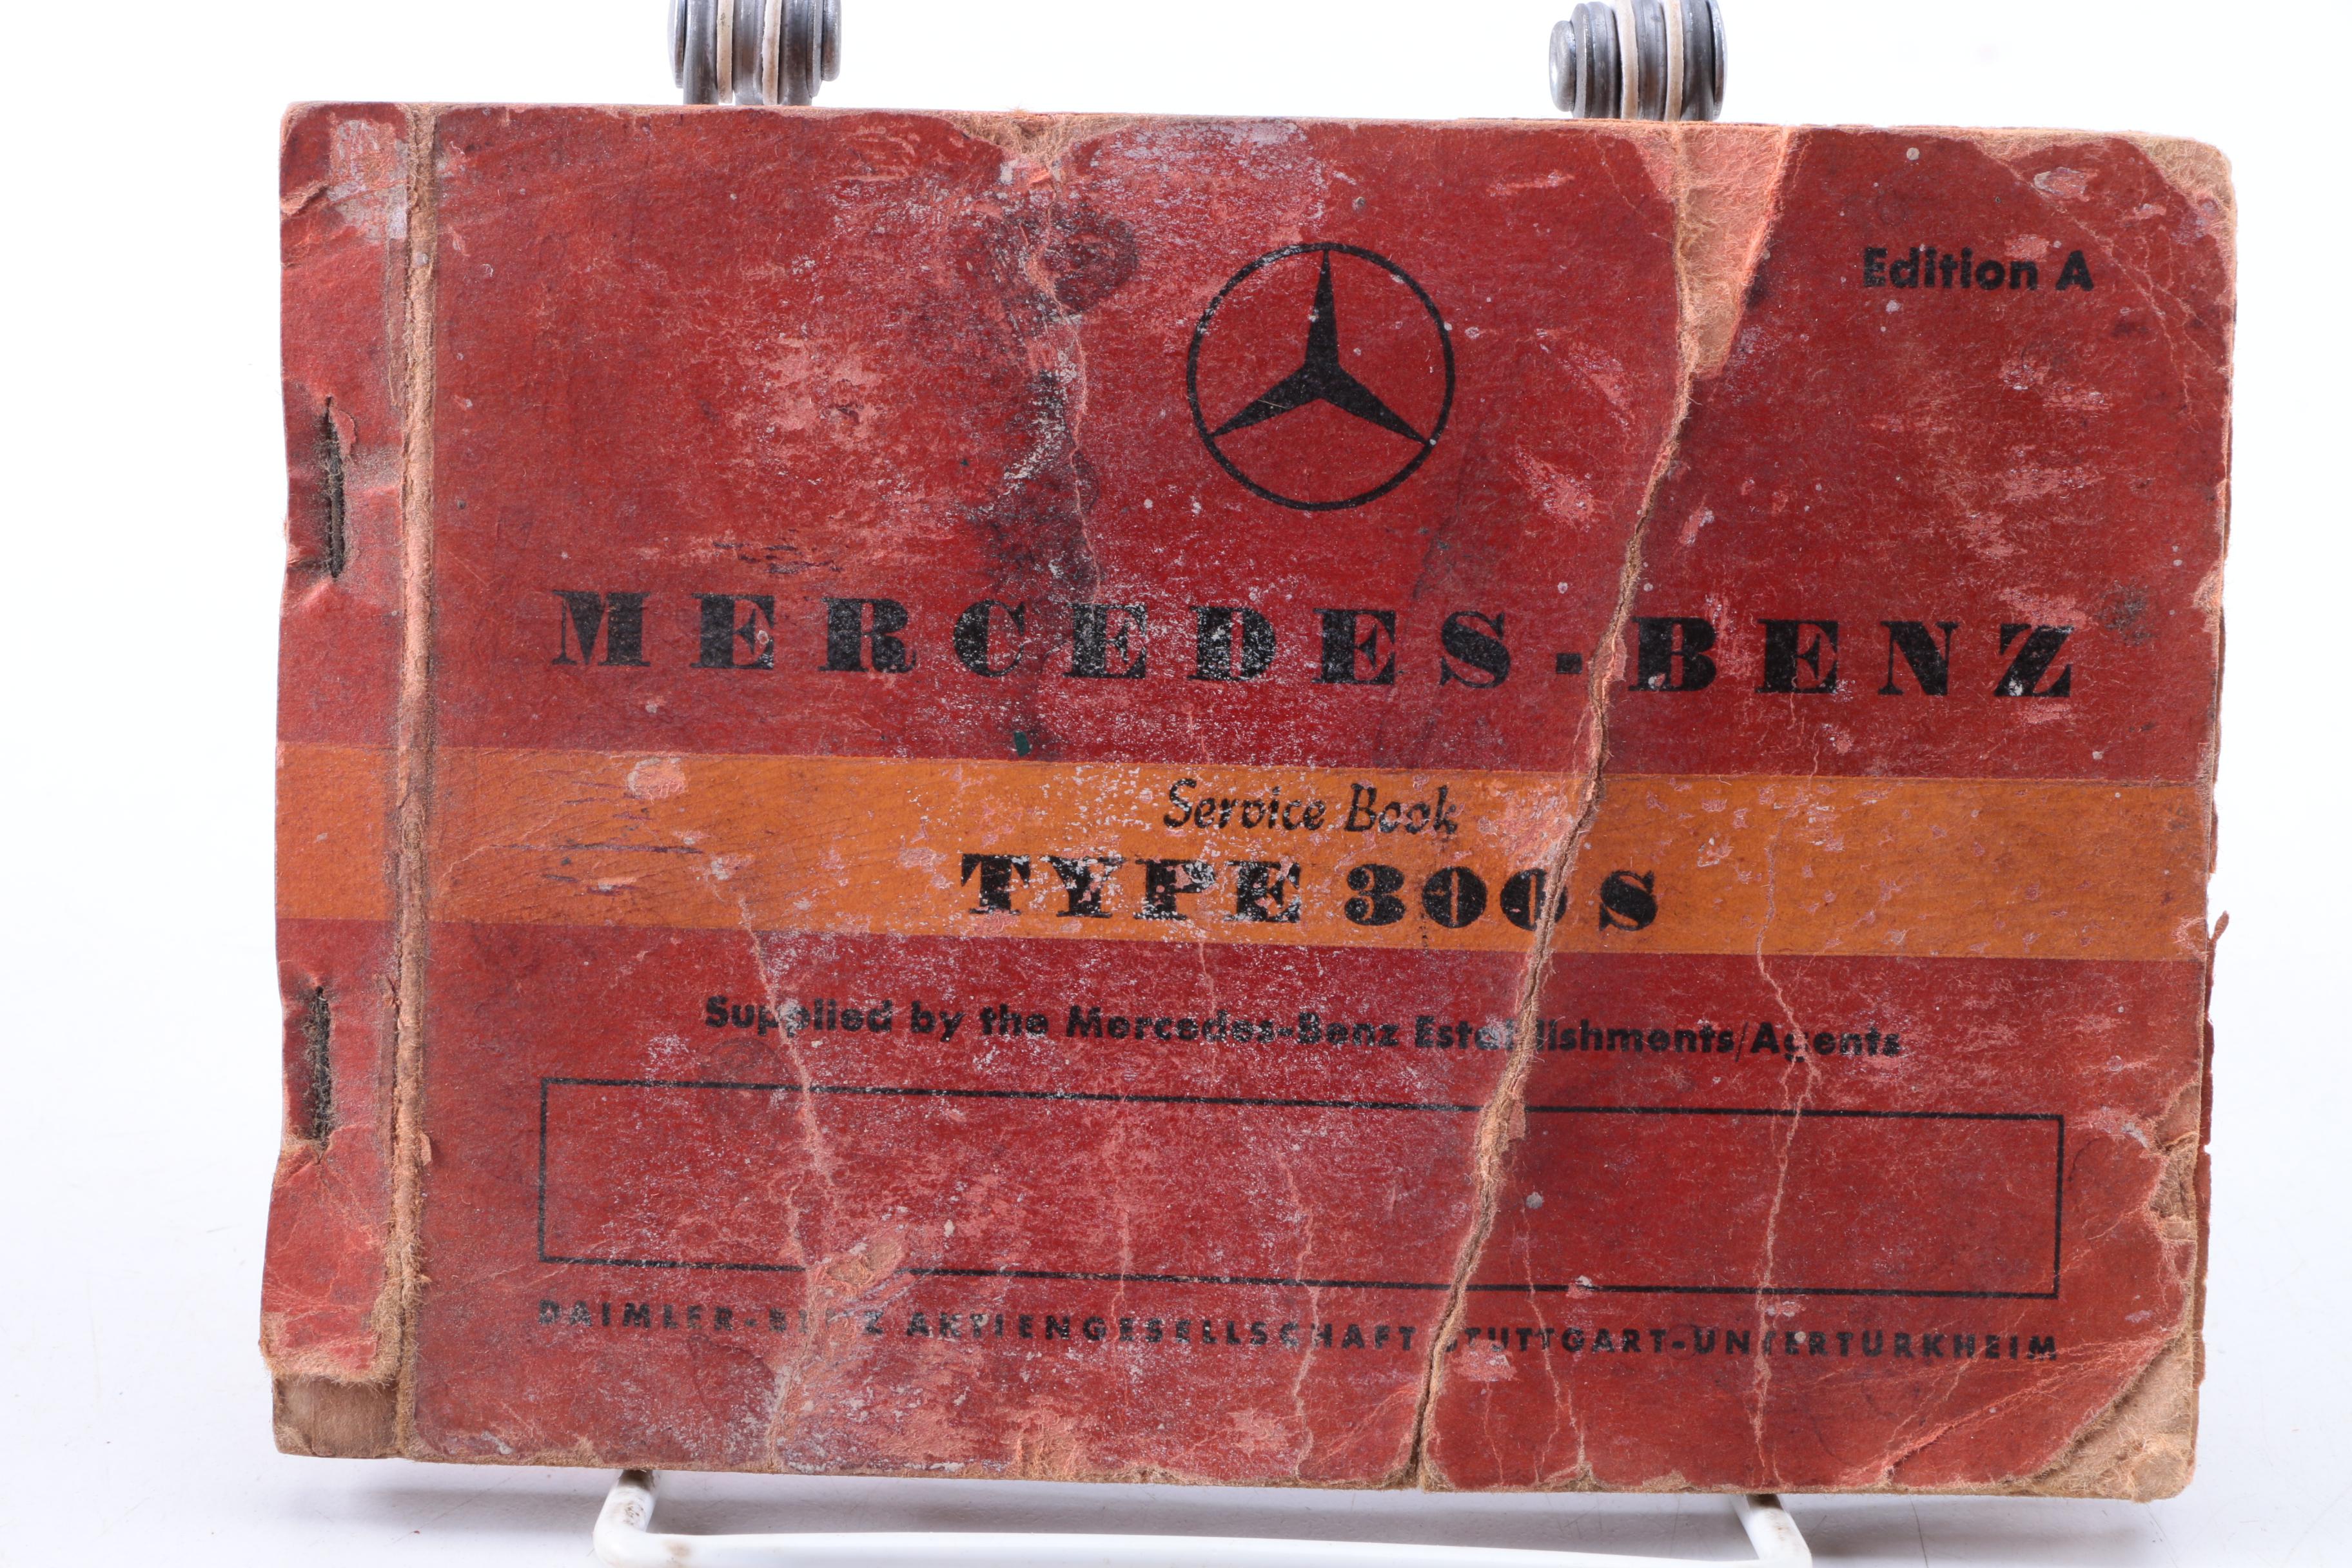 Edition A
MERCEDES-BENZ
Service Book
TYPE 300 S
Supplied by the Mercedes-Benz Establishments/Agents
DAIMLER-BENZ AKTIENGESELLSCHAFT STUTTGART-UNTERTURKHEIM